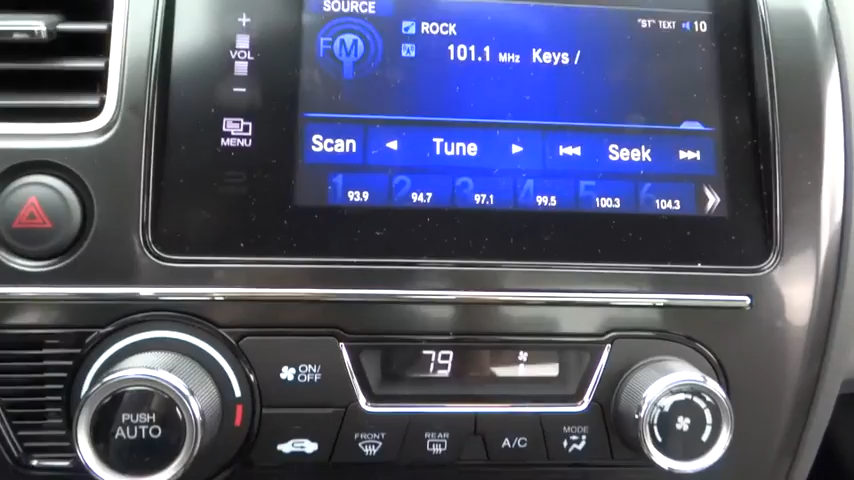 SOURCE
FM
ROCK
"ST" TEXT 10
101.1 MHz Keys /
+
VOL
-
MENU
Scan Tune Seek
1 93.9 2 94.7 3 97.1 4 99.5 5 100.3 6 104.3
ON/
OFF
79
PUSH
AUTO
FRONT
REAR
A/C
MODE